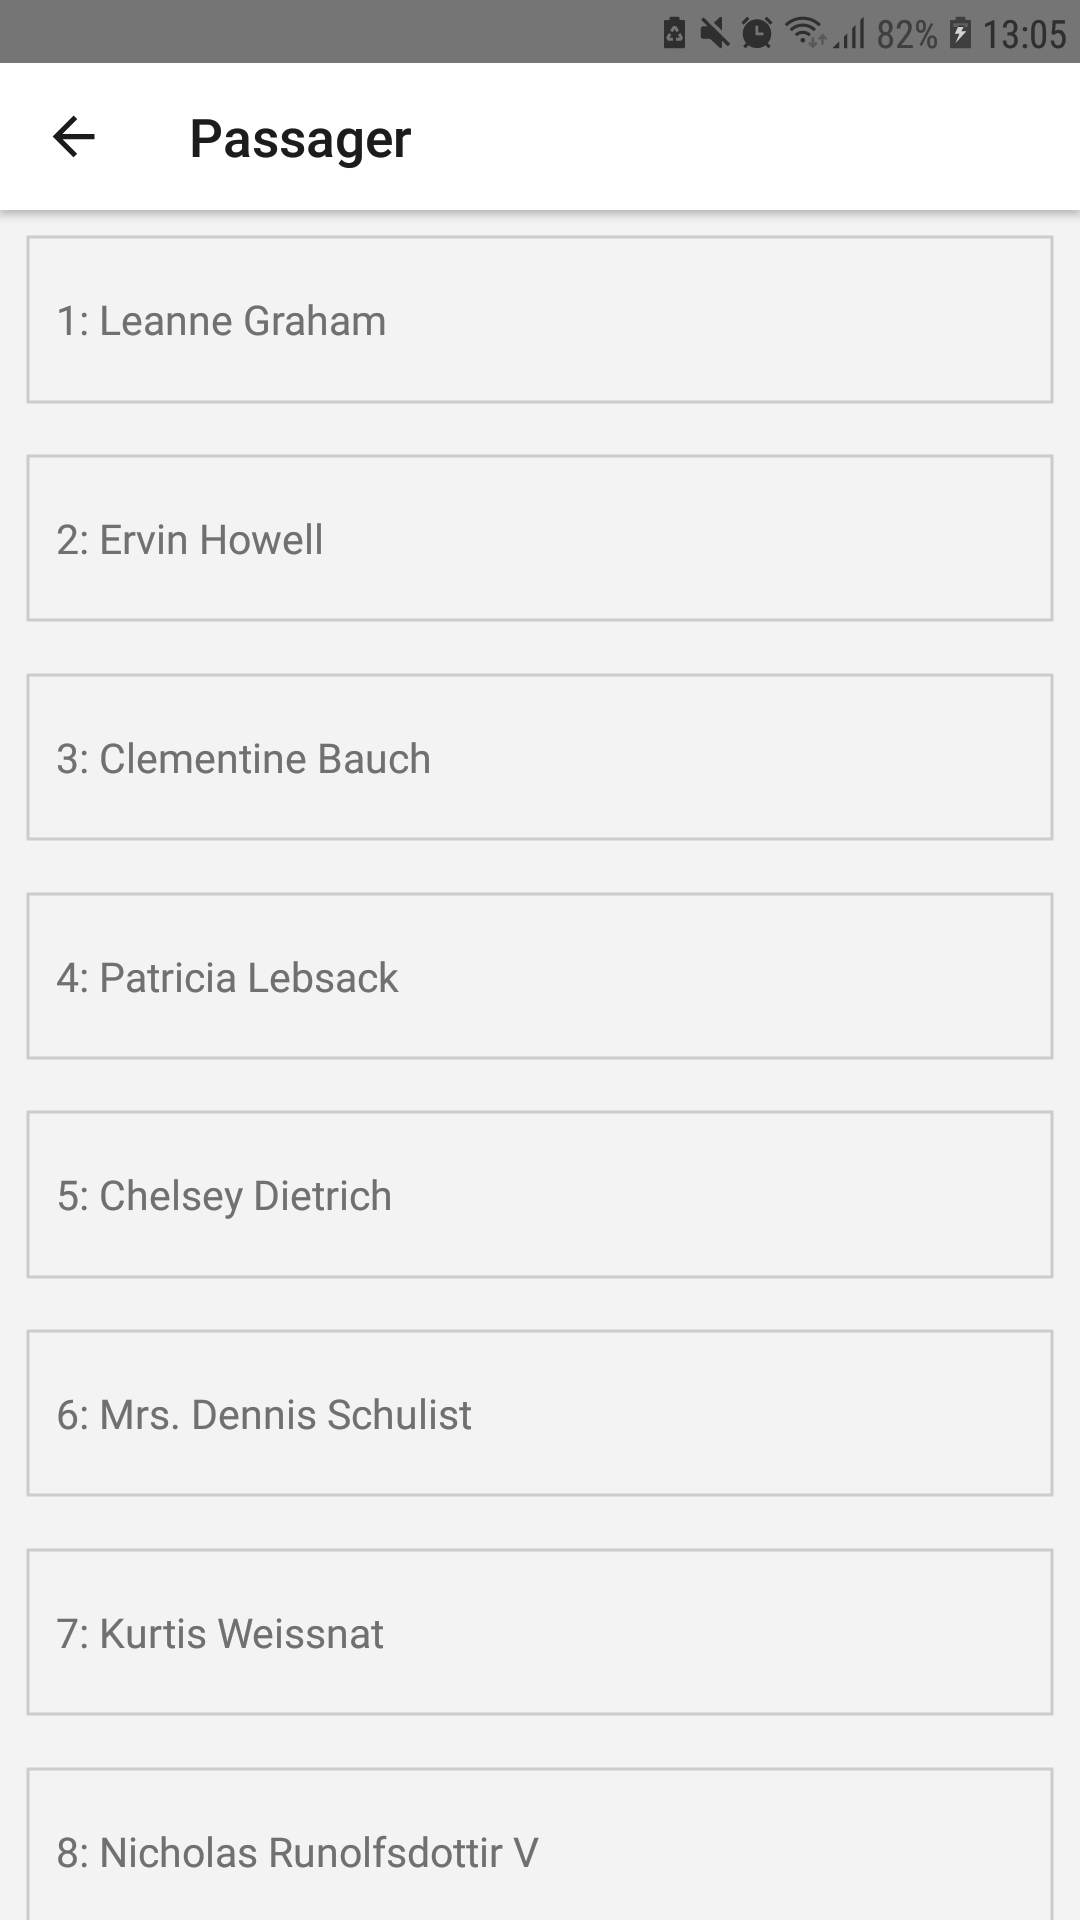 82% 13:05
Passager
1: Leanne Graham
2: Ervin Howell
3: Clementine Bauch
4: Patricia Lebsack
5: Chelsey Dietrich
6: Mrs. Dennis Schulist
7: Kurtis Weissnat
8: Nicholas Runolfsdottir V